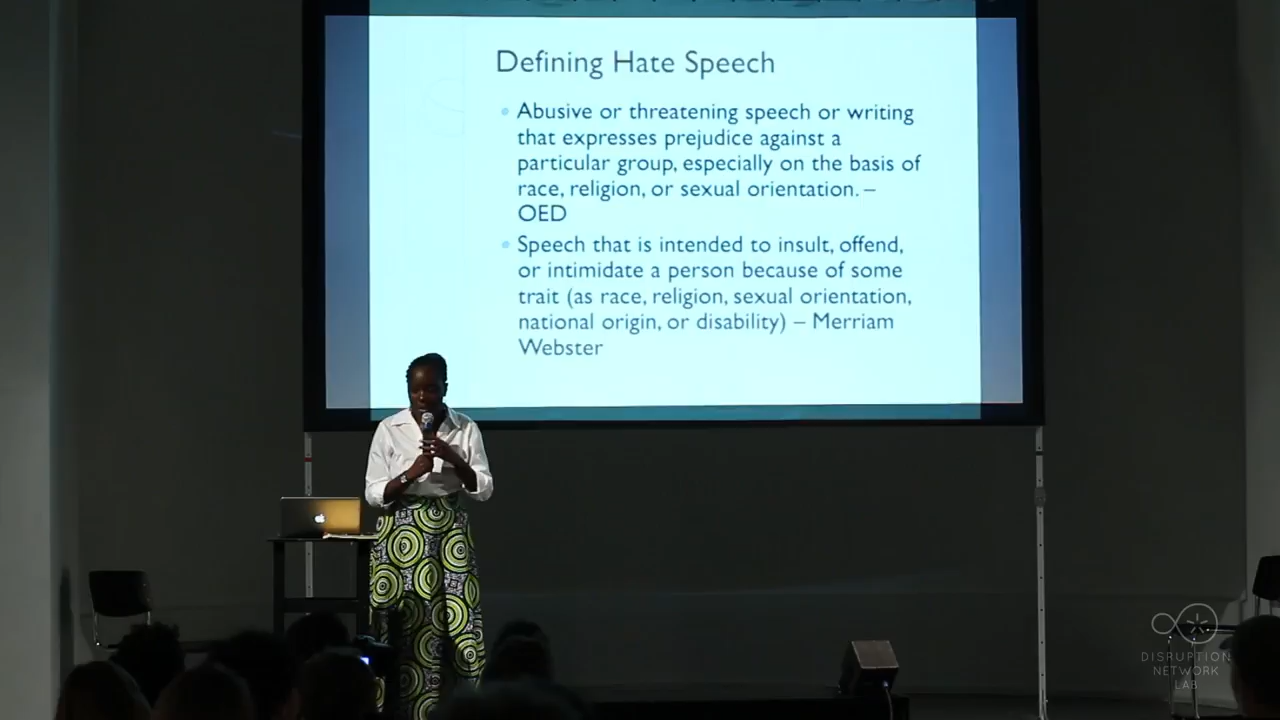 Defining Hate Speech
Abusive or threatening speech or writing
that expresses prejudice against a
particular group, especially on the basis of
race, religion, or sexual orientation. –
OED
Speech that is intended to insult, offend,
or intimidate a person because of some
trait (as race, religion, sexual orientation,
national origin, or disability) – Merriam
Webster
DISRUPTION
NETWORK
LAB